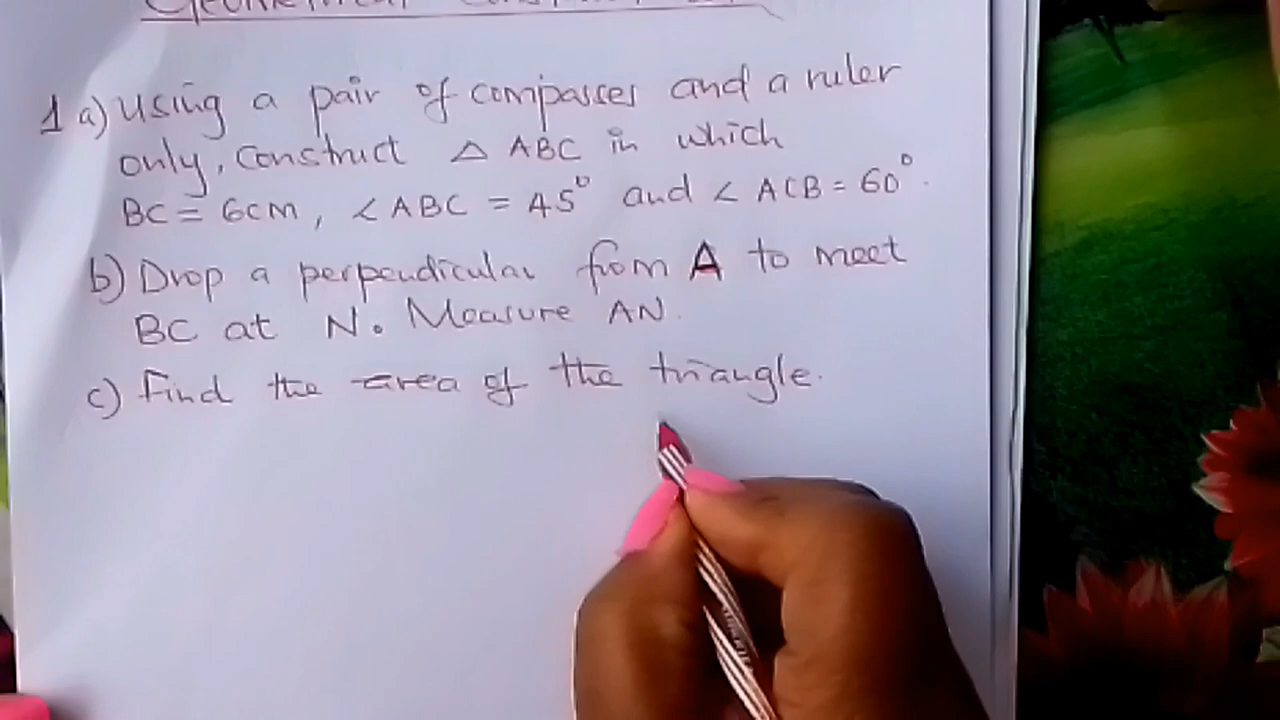 Geometrical
1 a) Using a pair of compasses and a ruler
only, Construct △ ABC in which
BC = 6cm, ∠ABC = 45° and ∠ ACB = 60°.
b) Drop a perpendicular from A to meet
BC at N. Measure AN.
c) Find the area of the triangle.